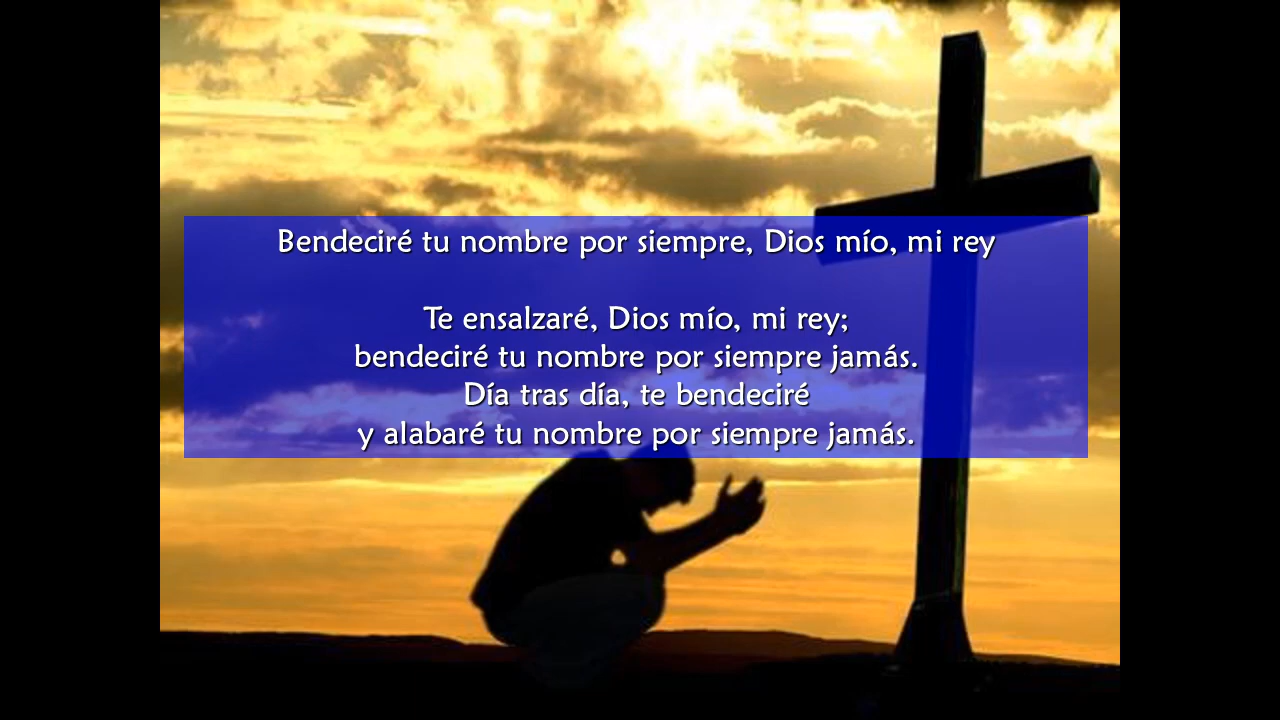 Bendeciré tu nombre por siempre, Dios mío, mi rey
Te ensalzaré, Dios mío, mi rey;
bendeciré tu nombre por siempre jamás.
Día tras día, te bendeciré
y alabaré tu nombre por siempre jamás.